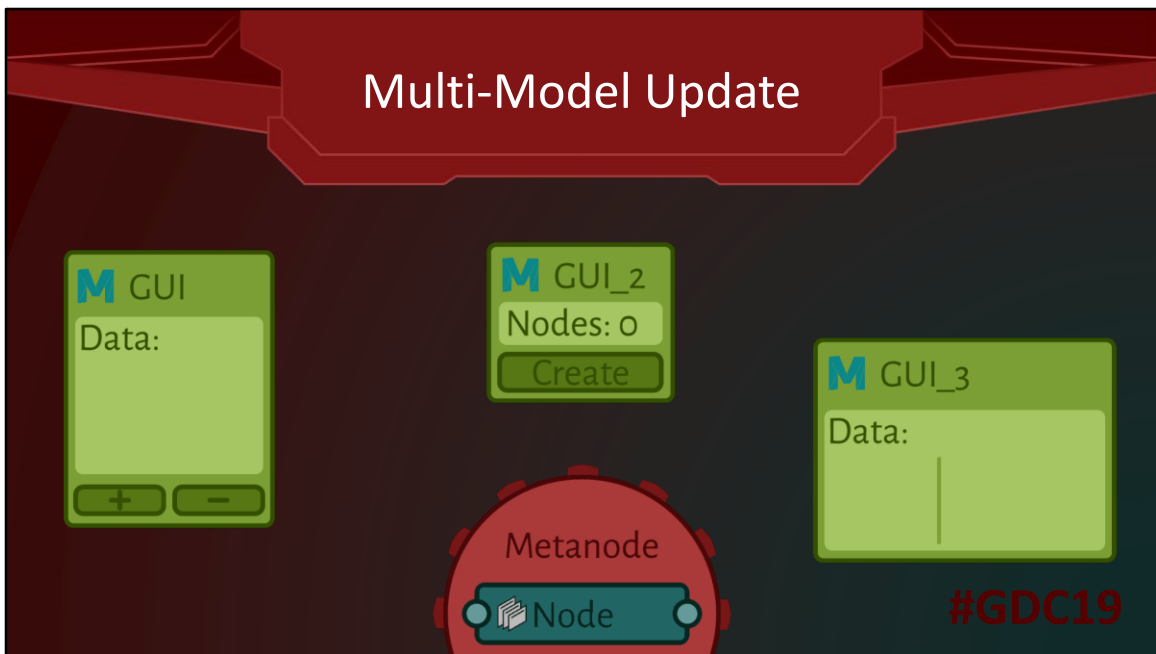 Multi-Model Update
M GUI
Data:
+ −
M GUI_2
Nodes: 0
Create
M GUI_3
Data:
Metanode
Node
#GDC19